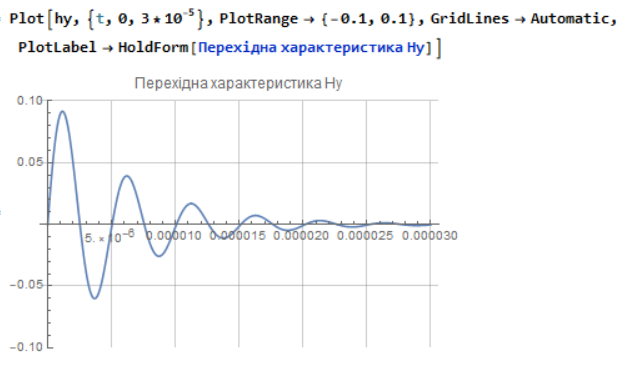 Plot[hy, {t, 0, 3*10^-5}, PlotRange → {-0.1, 0.1}, GridLines → Automatic,
PlotLabel → HoldForm[Перехідна характеристика Hy]]
Перехідна характеристика Hy
0.10
0.05
0.00
5. × 10^-6 0.000010 0.000015 0.000020 0.000025 0.000030
-0.05
-0.10